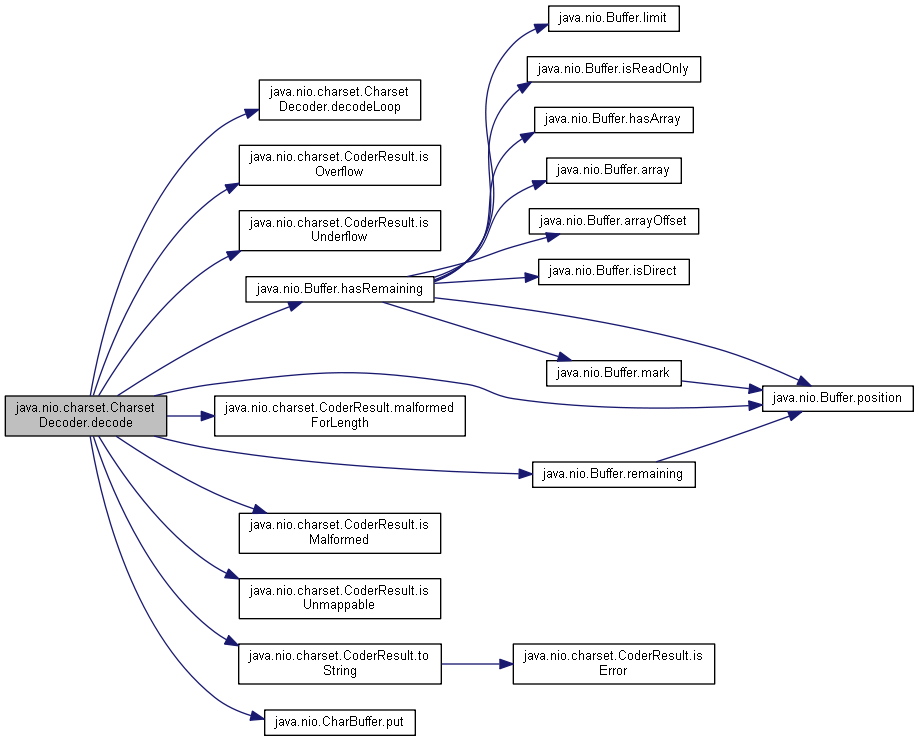 java.nio.Buffer.limit
java.nio.Buffer.isReadOnly
java.nio.charset.Charset
Decoder.decodeLoop
java.nio.Buffer.hasArray
java.nio.charset.CoderResult.is
Overflow
java.nio.Buffer.array
java.nio.charset.CoderResult.is
Underflow
java.nio.Buffer.arrayOffset
java.nio.Buffer.isDirect
java.nio.Buffer.hasRemaining
java.nio.Buffer.mark
java.nio.Buffer.position
java.nio.charset.Charset
Decoder.decode
java.nio.charset.CoderResult.malformed
ForLength
java.nio.Buffer.remaining
java.nio.charset.CoderResult.is
Malformed
java.nio.charset.CoderResult.is
Unmappable
java.nio.charset.CoderResult.to
String
java.nio.charset.CoderResult.is
Error
java.nio.CharBuffer.put